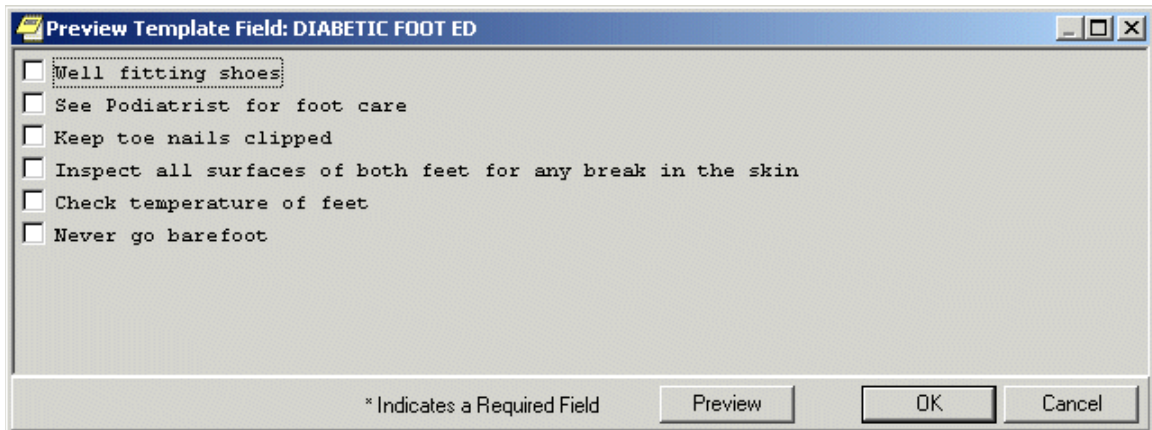 Preview Template Field: DIABETIC FOOT ED
Well fitting shoes
See Podiatrist for foot care
Keep toe nails clipped
Inspect all surfaces of both feet for any break in the skin
Check temperature of feet
Never go barefoot
* Indicates a Required Field Preview OK Cancel